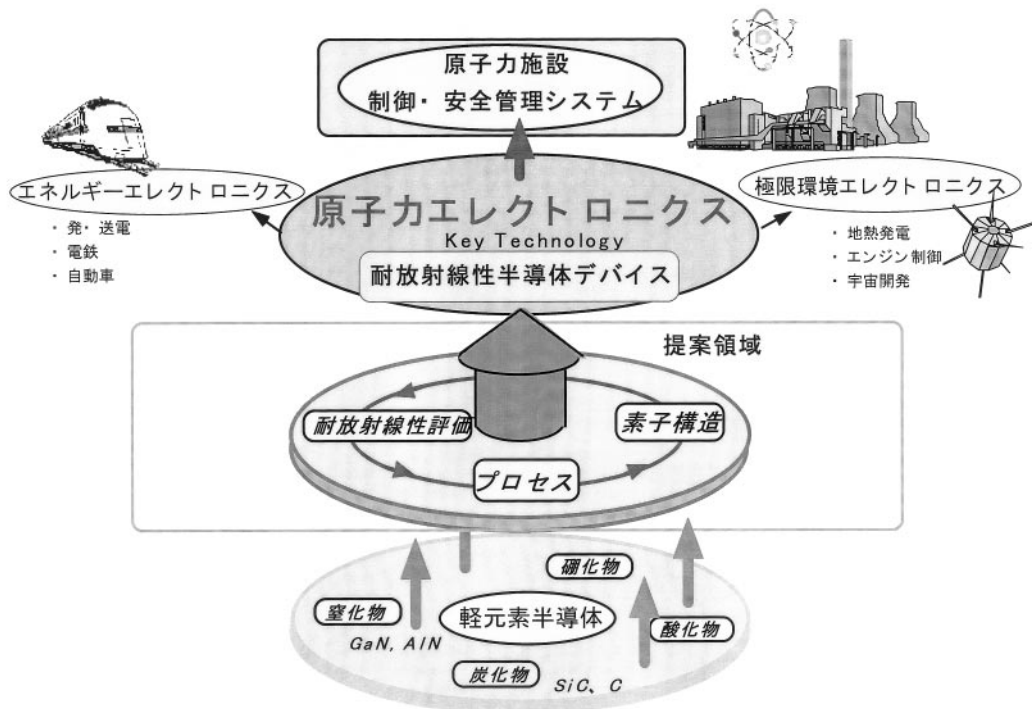 原子力施設
制御・安全管理システム
エネルギーエレクトロニクス
・発・送電
・電鉄
・自動車
原子力エレクトロニクス
Key Technology
耐放射線性半導体デバイス
極限環境エレクトロニクス
・地熱発電
・エンジン制御
・宇宙開発
提案領域
耐放射線性評価
素子構造
プロセス
硼化物
窒化物
GaN, AlN
軽元素半導体
酸化物
炭化物
SiC、C